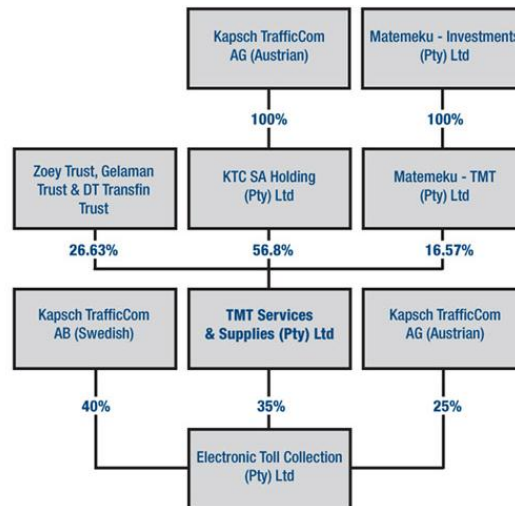 Kapsch TrafficCom
AG (Austrian)
Matemeku - Investments
(Pty) Ltd
100%
100%
Zoey Trust, Gelaman
Trust & DT Transfin
Trust
KTC SA Holding
(Pty) Ltd
Matemeku - TMT
(Pty) Ltd
26.63%
56.8%
16.57%
Kapsch TrafficCom
AB (Swedish)
TMT Services
& Supplies (Pty) Ltd
Kapsch TrafficCom
AG (Austrian)
40%
35%
25%
Electronic Toll Collection
(Pty) Ltd